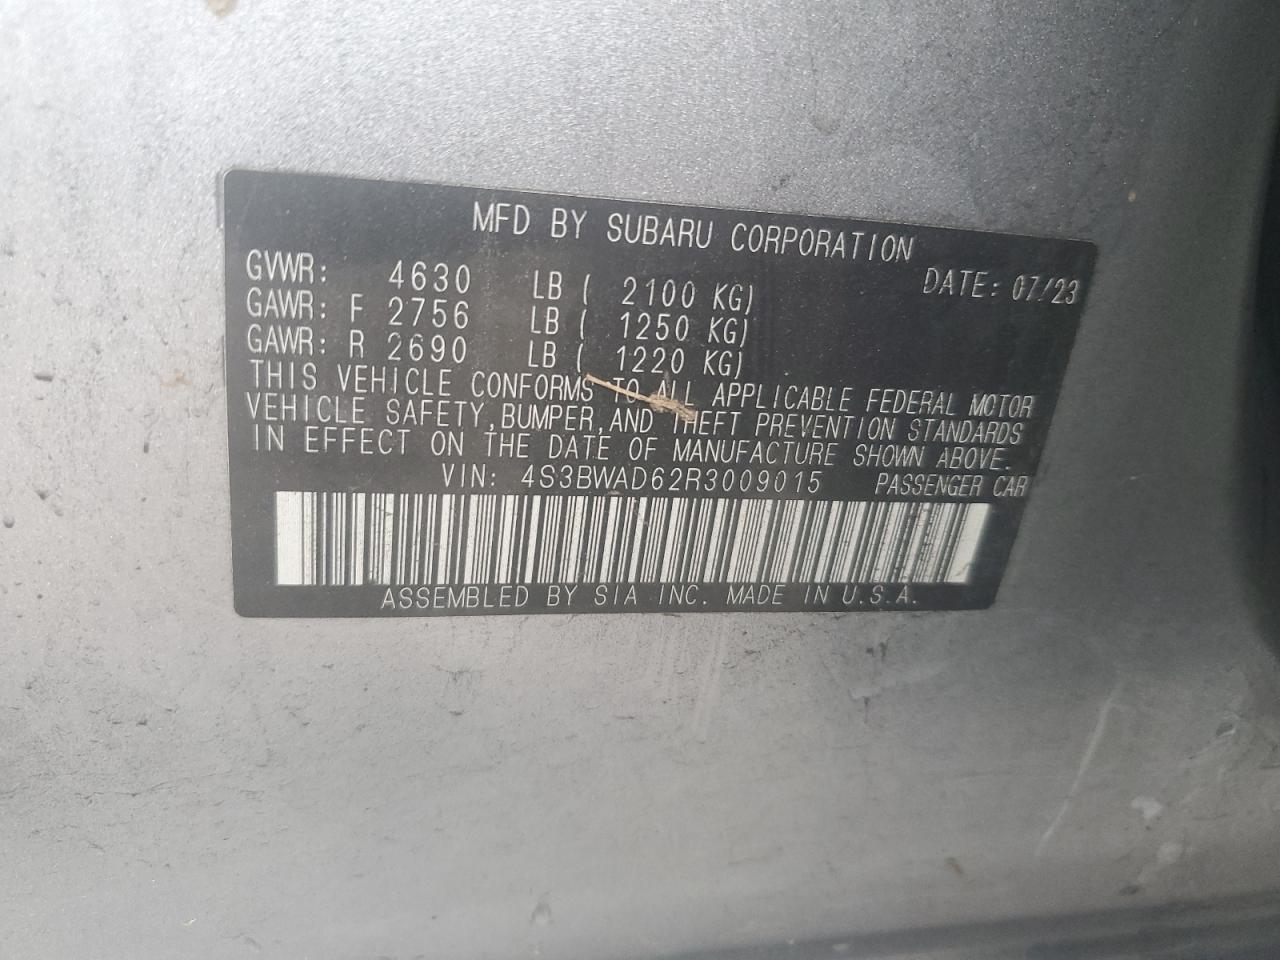 MFD BY SUBARU CORPORATION
DATE: 07/23
GVWR: 4630 LB ( 2100 KG)
GAWR: F 2756 LB ( 1250 KG)
GAWR: R 2690 LB ( 1220 KG)
THIS VEHICLE CONFORMS TO ALL APPLICABLE FEDERAL MOTOR
VEHICLE SAFETY, BUMPER, AND THEFT PREVENTION STANDARDS
IN EFFECT ON THE DATE OF MANUFACTURE SHOWN ABOVE.
VIN: 4S3BWAD62R3009015 PASSENGER CAR
ASSEMBLED BY SIA INC. MADE IN U.S.A.